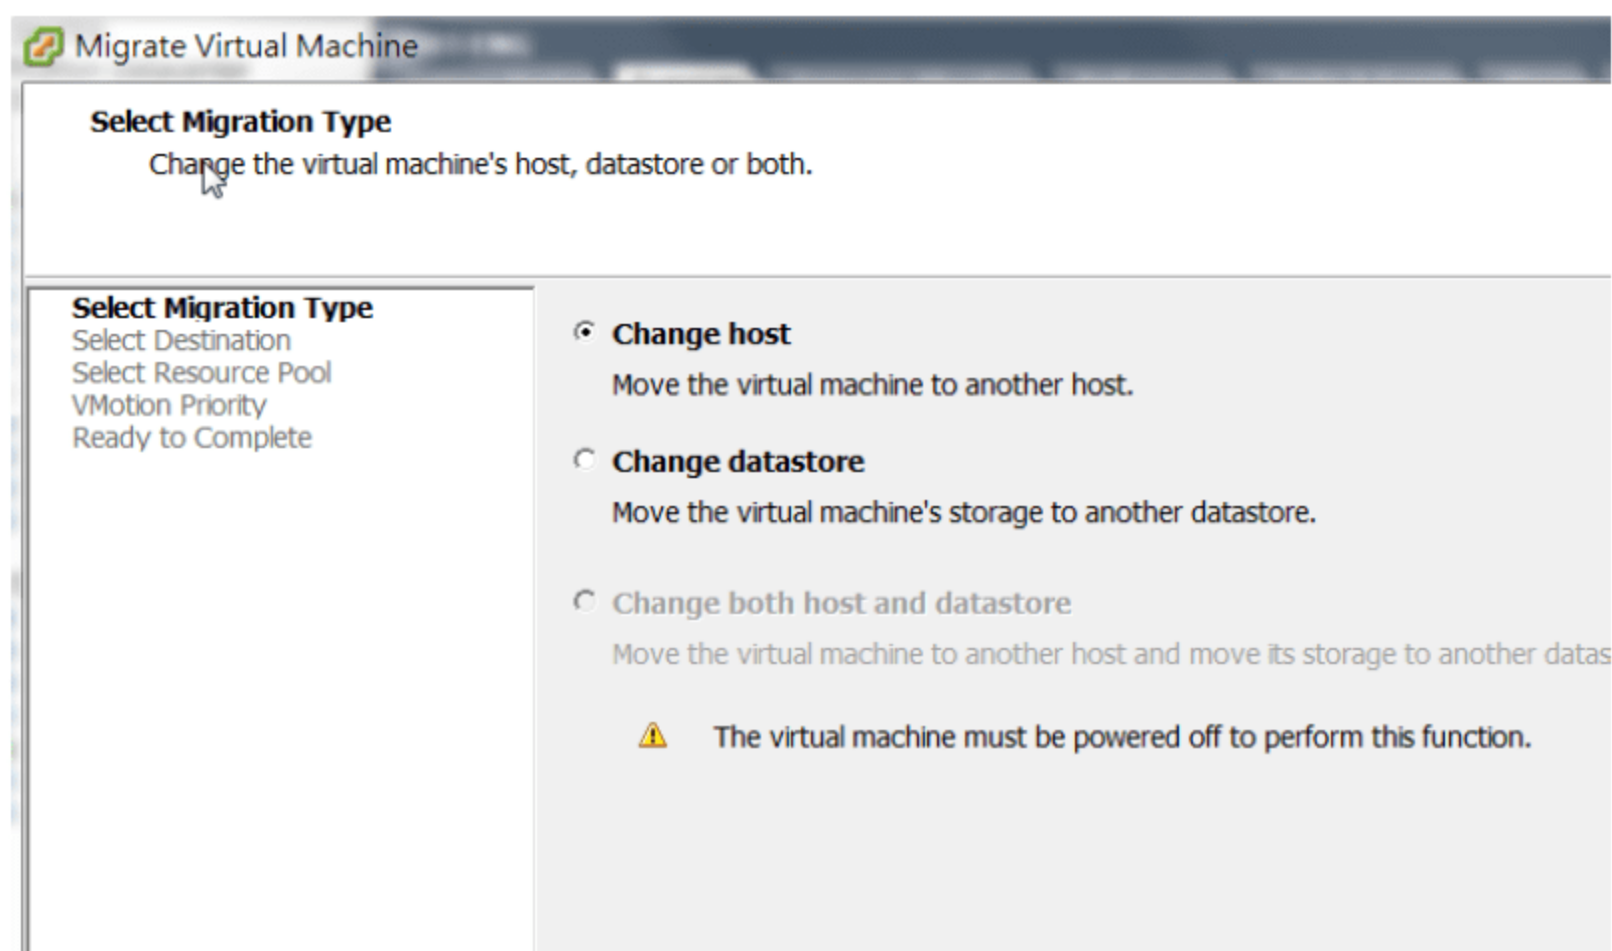 Migrate Virtual Machine
Select Migration Type
Change the virtual machine's host, datastore or both.
Select Migration Type
Select Destination
Select Resource Pool
VMotion Priority
Ready to Complete
Change host
Move the virtual machine to another host.
Change datastore
Move the virtual machine's storage to another datastore.
Change both host and datastore
Move the virtual machine to another host and move its storage to another datas
The virtual machine must be powered off to perform this function.